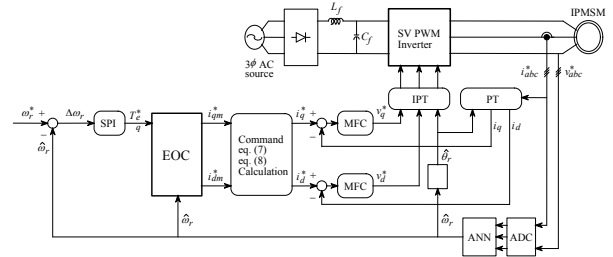 L_f
IPMSM
3ϕ AC
source
C_f
SV PWM
Inverter
i*_abc
v*_abc
ω*_r
+
−
Δω_r
SPI
T*_e
q
EOC
i*_qm
i*_dm
Command
eq. (7)
eq. (8)
Calculation
i*_q
+
−
MFC
v*_q
IPT
PT
i_q
i_d
i*_d
+
−
MFC
v*_d
θ̂_r
ω̂_r
ω̂_r
ω̂_r
ω̂_r
ANN
ADC